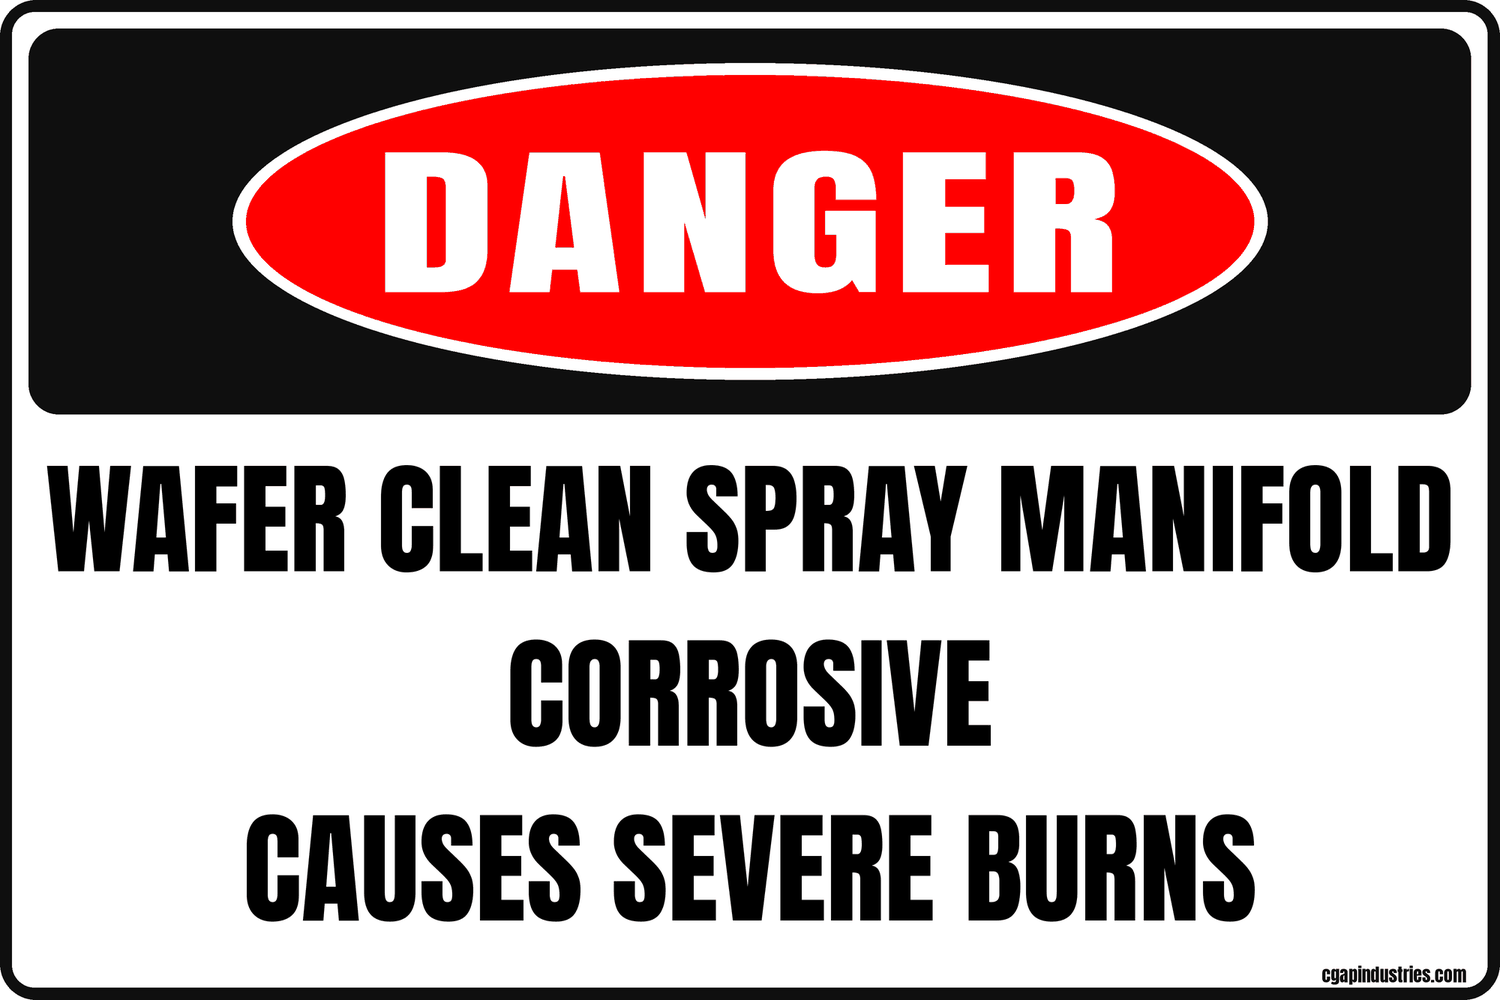 DANGER
WAFER CLEAN SPRAY MANIFOLD
CORROSIVE
CAUSES SEVERE BURNS
cgapindustries.com